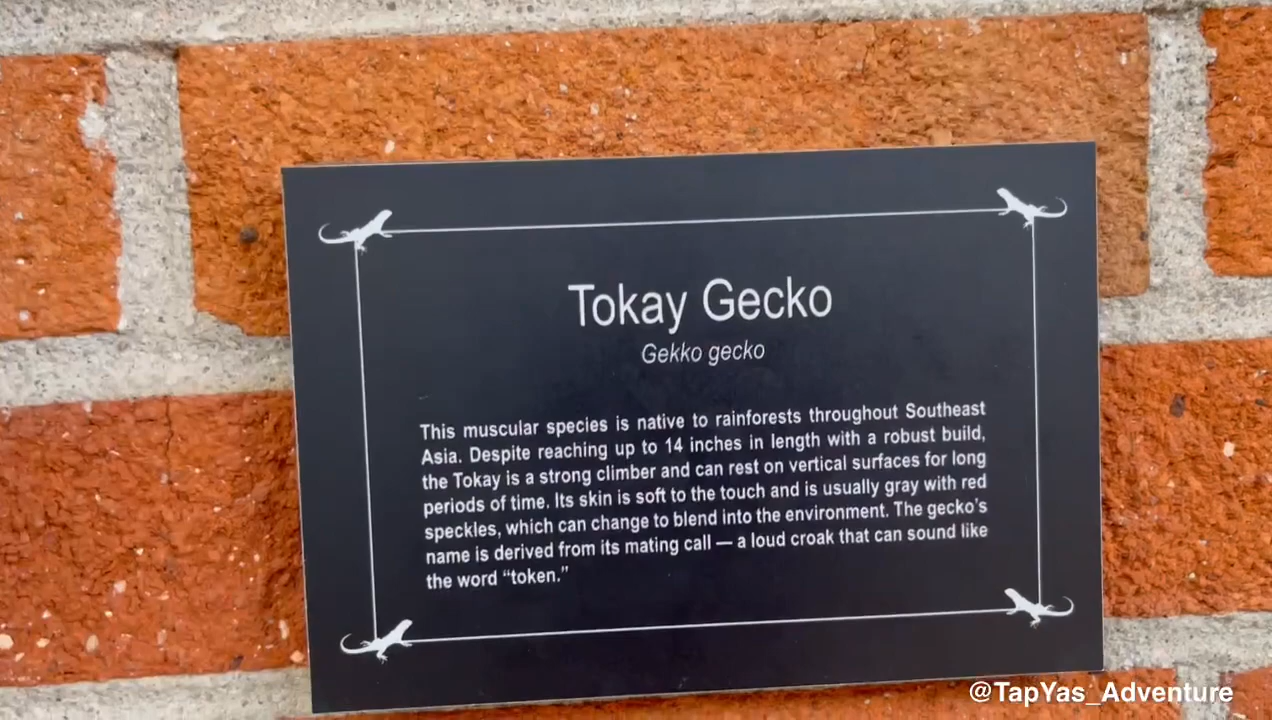 Tokay Gecko
Gekko gecko
This muscular species is native to rainforests throughout Southeast
Asia. Despite reaching up to 14 inches in length with a robust build,
the Tokay is a strong climber and can rest on vertical surfaces for long
periods of time. Its skin is soft to the touch and is usually gray with red
speckles, which can change to blend into the environment. The gecko's
name is derived from its mating call — a loud croak that can sound like
the word “token.”
@TapYas_Adventure